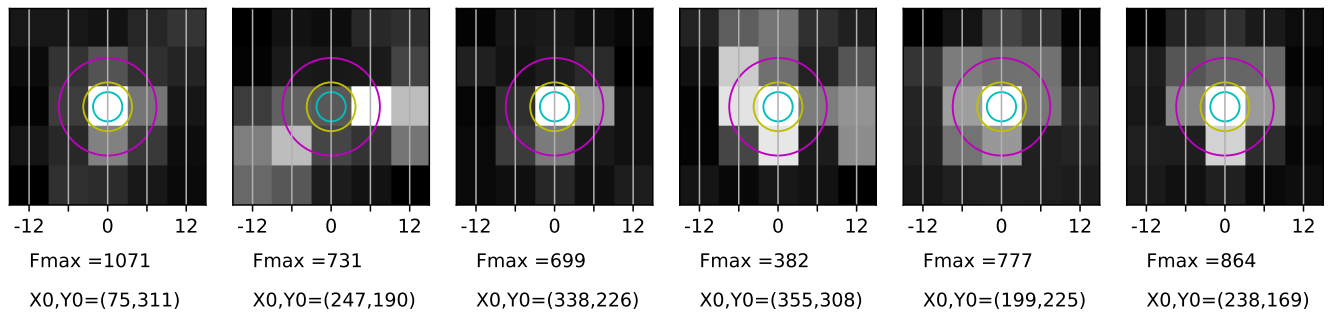 -12 0 12 -12 0 12 -12 0 12 -12 0 12 -12 0 12 -12 0 12
Fmax =1071 Fmax =731 Fmax =699 Fmax =382 Fmax =777 Fmax =864
X0,Y0=(75,311) X0,Y0=(247,190) X0,Y0=(338,226) X0,Y0=(355,308) X0,Y0=(199,225) X0,Y0=(238,169)